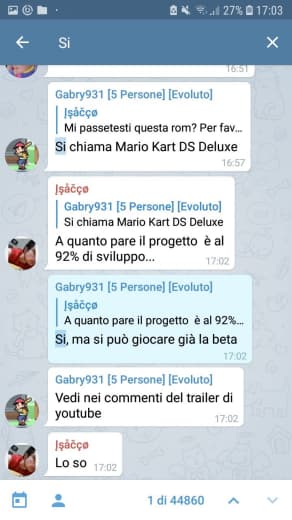 27% 17:03
Si
16:51
Gabry931 [5 Persone] [Evoluto]
Įşåčçø
Mi passetesti questa rom? Per fav...
Si chiama Mario Kart DS Deluxe
16:57
Įşåčçø
Gabry931 [5 Persone] [Evoluto]
Si chiama Mario Kart DS Deluxe
A quanto pare il progetto è al
92% di sviluppo...
17:02
Gabry931 [5 Persone] [Evoluto]
Įşåčçø
A quanto pare il progetto è al 92%...
Si, ma si può giocare già la beta
17:02
Gabry931 [5 Persone] [Evoluto]
Vedi nei commenti del trailer di
youtube
17:02
Įşåčçø
Lo so 17:02
1 di 44860